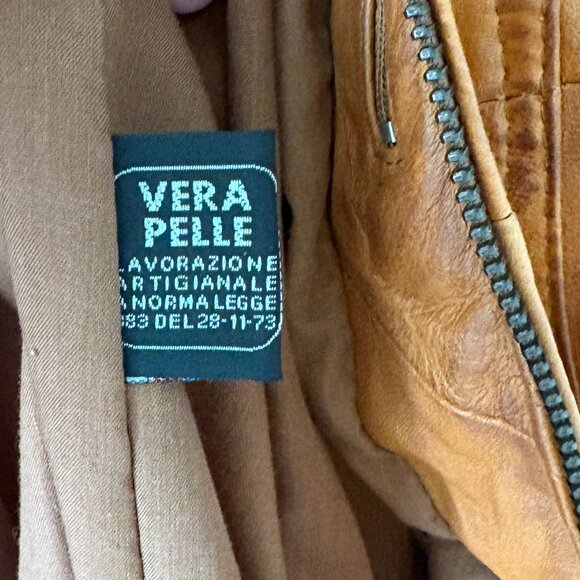 VERA
PELLE
LAVORAZIONE
ARTIGIANALE
A NORMA LEGGE
883 DEL 28-11-73